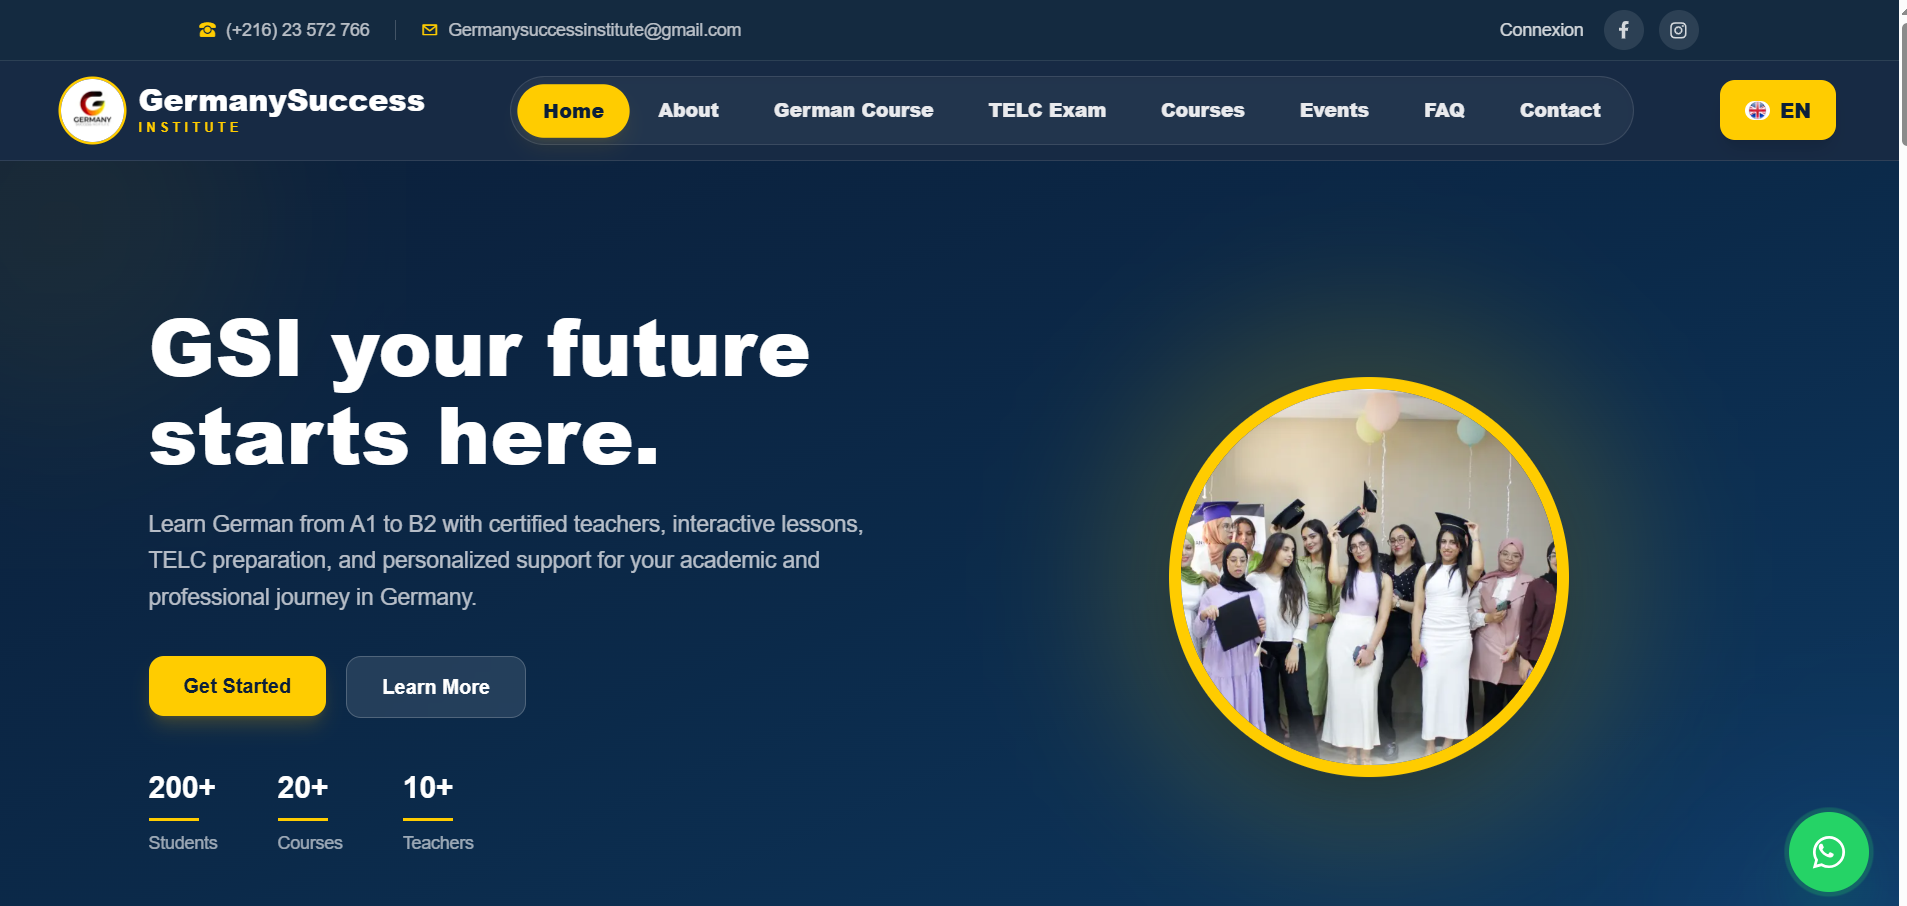 (+216) 23 572 766
Germanysuccessinstitute@gmail.com
Connexion
GERMANY
GermanySuccess
INSTITUTE
Home
About
German Course
TELC Exam
Courses
Events
FAQ
Contact
EN
GSI your future
starts here.
Learn German from A1 to B2 with certified teachers, interactive lessons,
TELC preparation, and personalized support for your academic and
professional journey in Germany.
Get Started
Learn More
200+
20+
10+
Students
Courses
Teachers